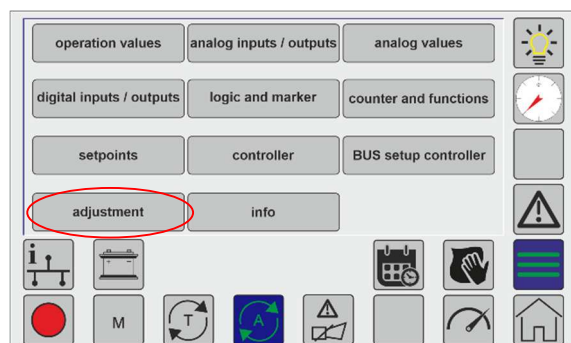 operation values
analog inputs / outputs
analog values
digital inputs / outputs
logic and marker
counter and functions
setpoints
controller
BUS setup controller
adjustment
info
i
M
T
A